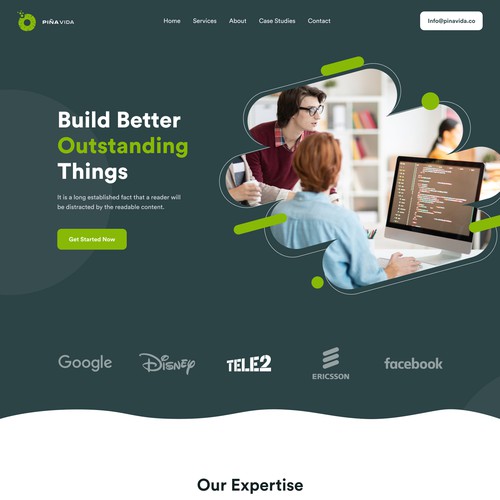 PIÑA VIDA
Home Services About Case Studies Contact
Info@pinavida.co
Build Better
Outstanding
Things
It is a long established fact that a reader will
be distracted by the readable content.
Get Started Now
Google Disney TELE2 ERICSSON facebook
Our Expertise